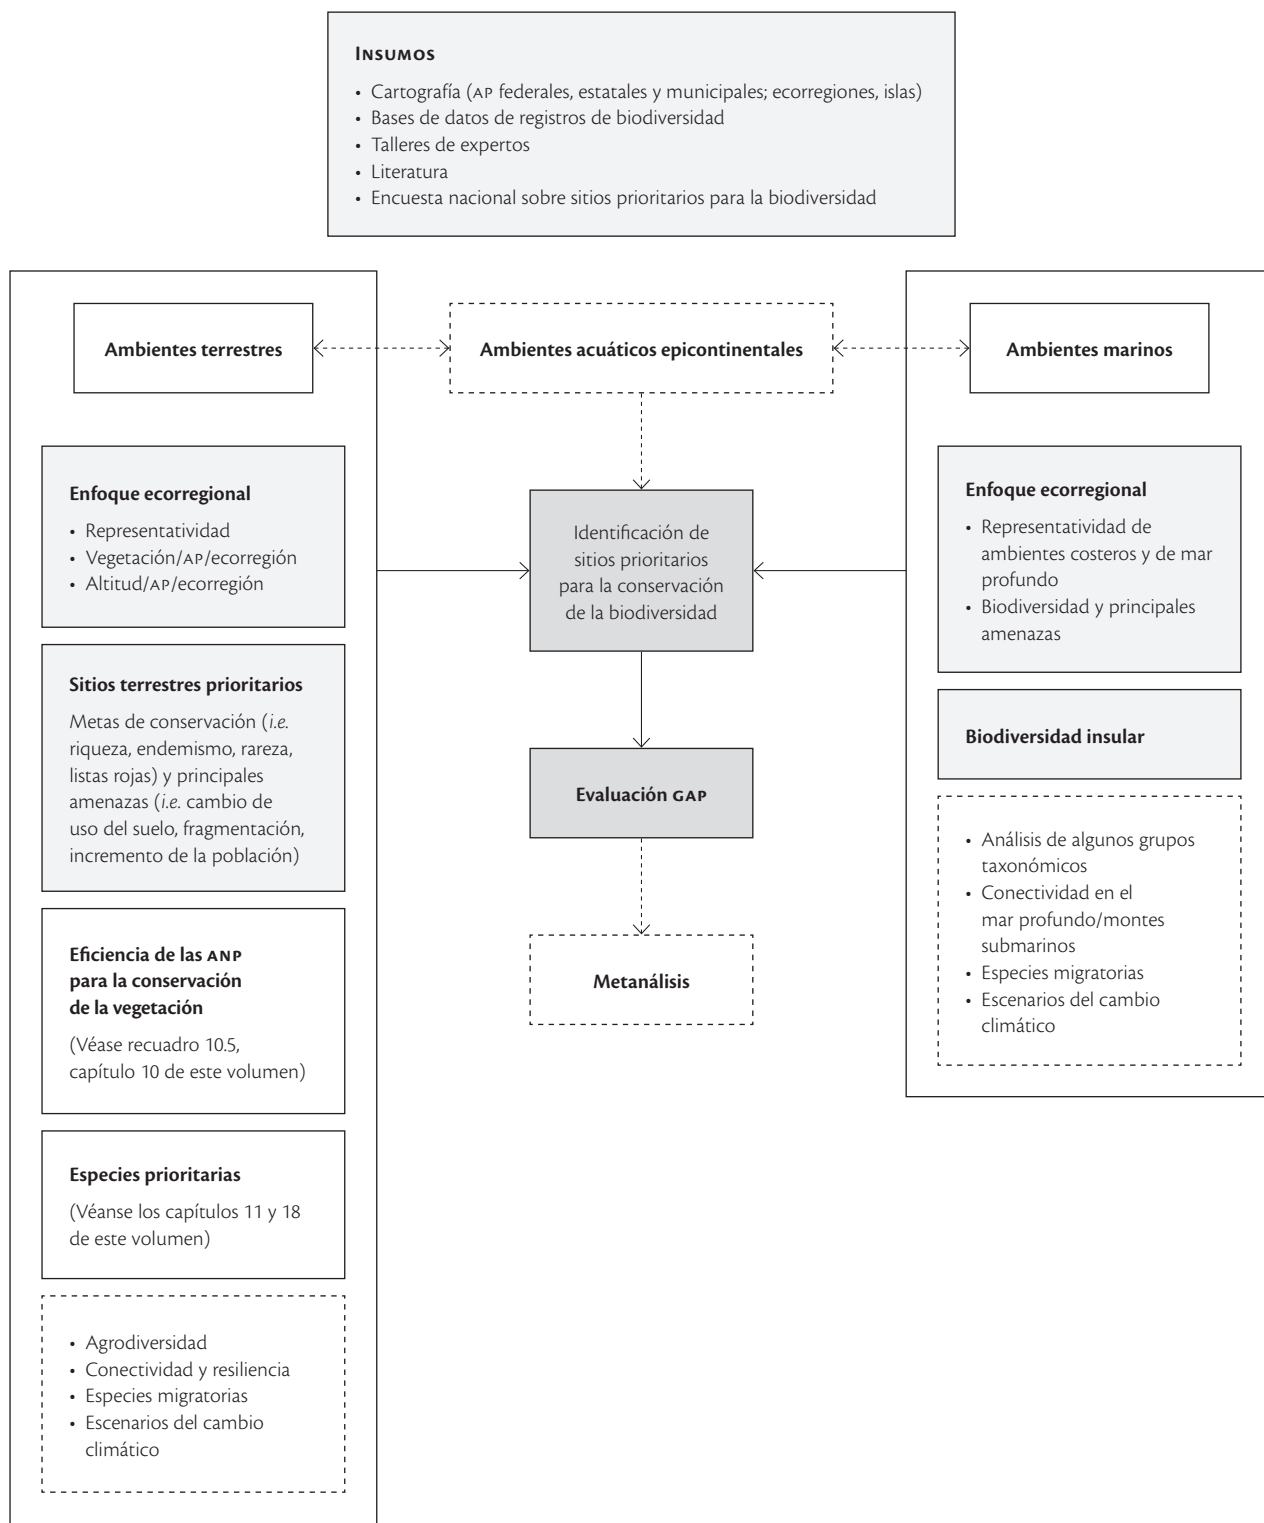 INSUMOS
• Cartografía (AP federales, estatales y municipales; ecorregiones, islas)
• Bases de datos de registros de biodiversidad
• Talleres de expertos
• Literatura
• Encuesta nacional sobre sitios prioritarios para la biodiversidad
Ambientes terrestres
Ambientes acuáticos epicontinentales
Ambientes marinos
Enfoque ecorregional
• Representatividad
• Vegetación/AP/ecorregión
• Altitud/AP/ecorregión
Sitios terrestres prioritarios
Metas de conservación (i.e.
riqueza, endemismo, rareza,
listas rojas) y principales
amenazas (i.e. cambio de
uso del suelo, fragmentación,
incremento de la población)
Eficiencia de las ANP
para la conservación
de la vegetación
(Véase recuadro 10.5,
capítulo 10 de este volumen)
Especies prioritarias
(Véanse los capítulos 11 y 18
de este volumen)
• Agrodiversidad
• Conectividad y resiliencia
• Especies migratorias
• Escenarios del cambio
climático
Identificación de
sitios prioritarios
para la conservación
de la biodiversidad
Evaluación GAP
Metanálisis
Enfoque ecorregional
• Representatividad de
ambientes costeros y de mar
profundo
• Biodiversidad y principales
amenazas
Biodiversidad insular
• Análisis de algunos grupos
taxonómicos
• Conectividad en el
mar profundo/montes
submarinos
• Especies migratorias
• Escenarios del cambio
climático